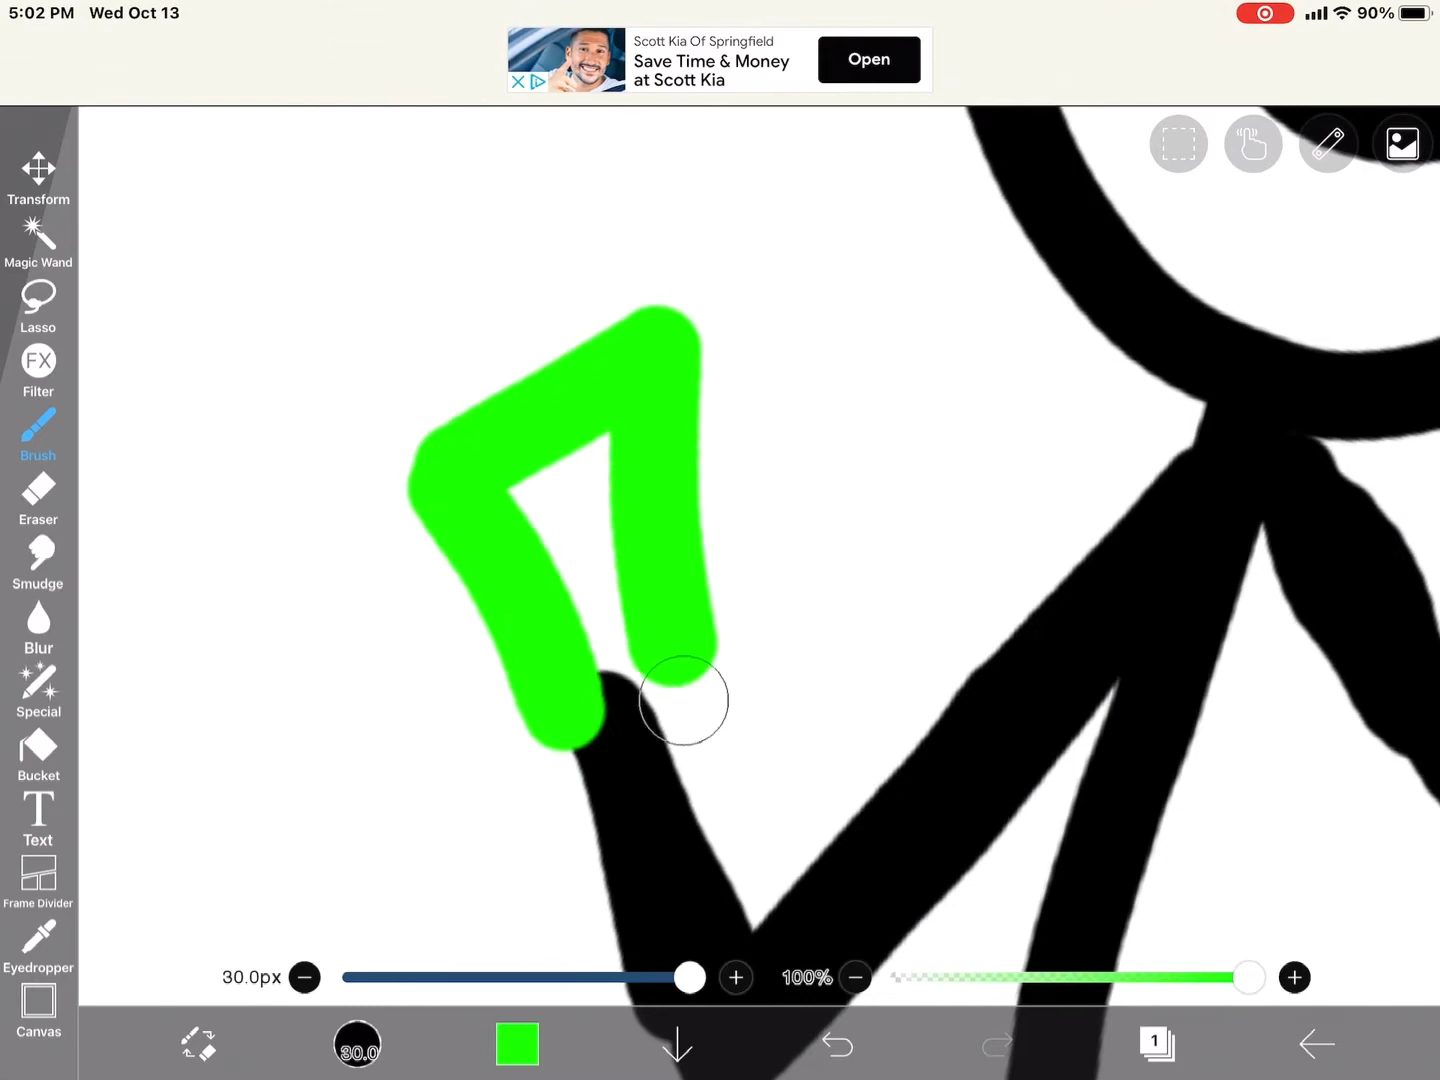 5:02 PM Wed Oct 13
90%
Scott Kia Of Springfield
Save Time & Money
at Scott Kia
Open
Transform
Magic Wand
Lasso
FX
Filter
Brush
Eraser
Smudge
Blur
Special
Bucket
T
Text
Frame Divider
Eyedropper
Canvas
30.0px
100%
30.0
1